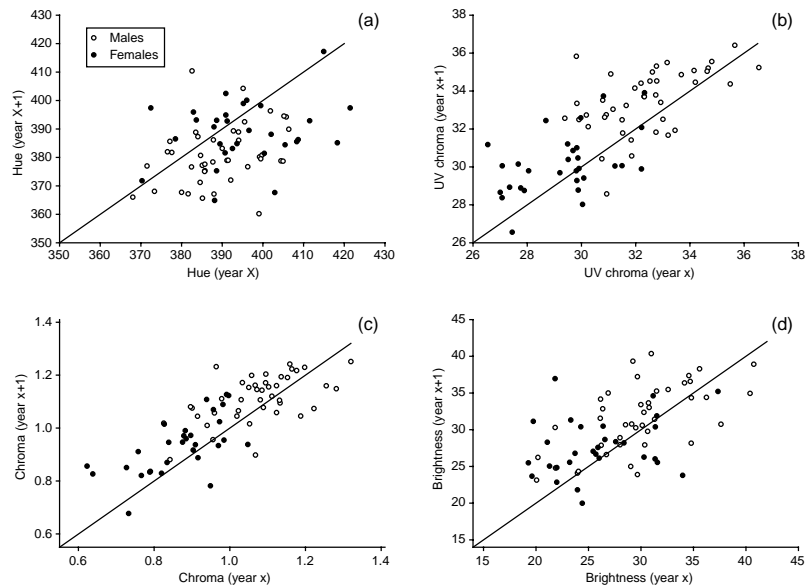 (a)
430
420
410
400
390
380
370
360
350
Hue (year X+1)
Males
Females
350 360 370 380 390 400 410 420 430
Hue (year X)
(b)
38
36
34
32
30
28
26
UV chroma (year x+1)
26 28 30 32 34 36 38
UV chroma (year x)
(c)
1.4
1.2
1.0
0.8
0.6
Chroma (year x+1)
0.6 0.8 1.0 1.2 1.4
Chroma (year x)
(d)
45
40
35
30
25
20
15
Brightness (year x+1)
15 20 25 30 35 40 45
Brightness (year x)